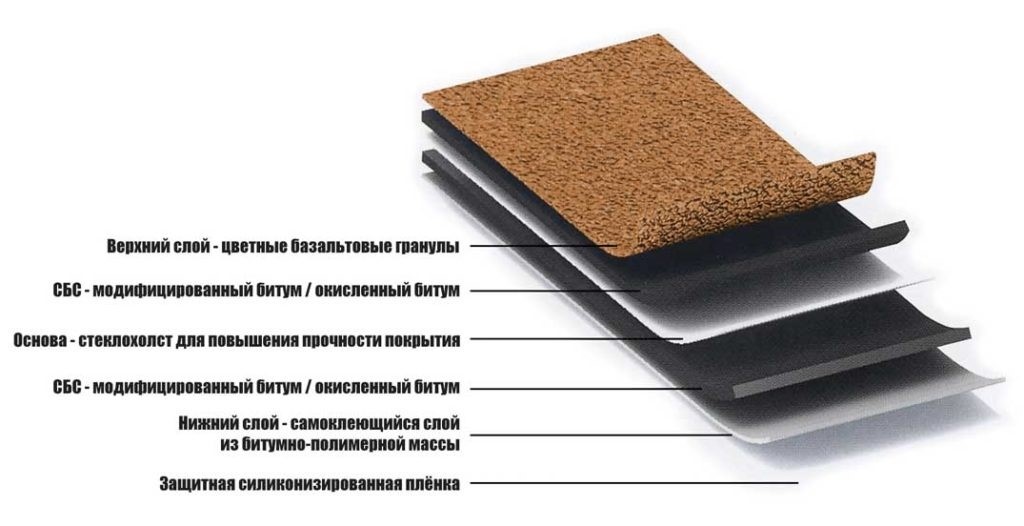 Верхний слой - цветные базальтовые гранулы
СБС - модифицированный битум / окисленный битум
Основа - стеклохолст для повышения прочности покрытия
СБС - модифицированный битум / окисленный битум
Нижний слой - самоклеющийся слой
из битумно-полимерной массы
Защитная силиконизированная плёнка